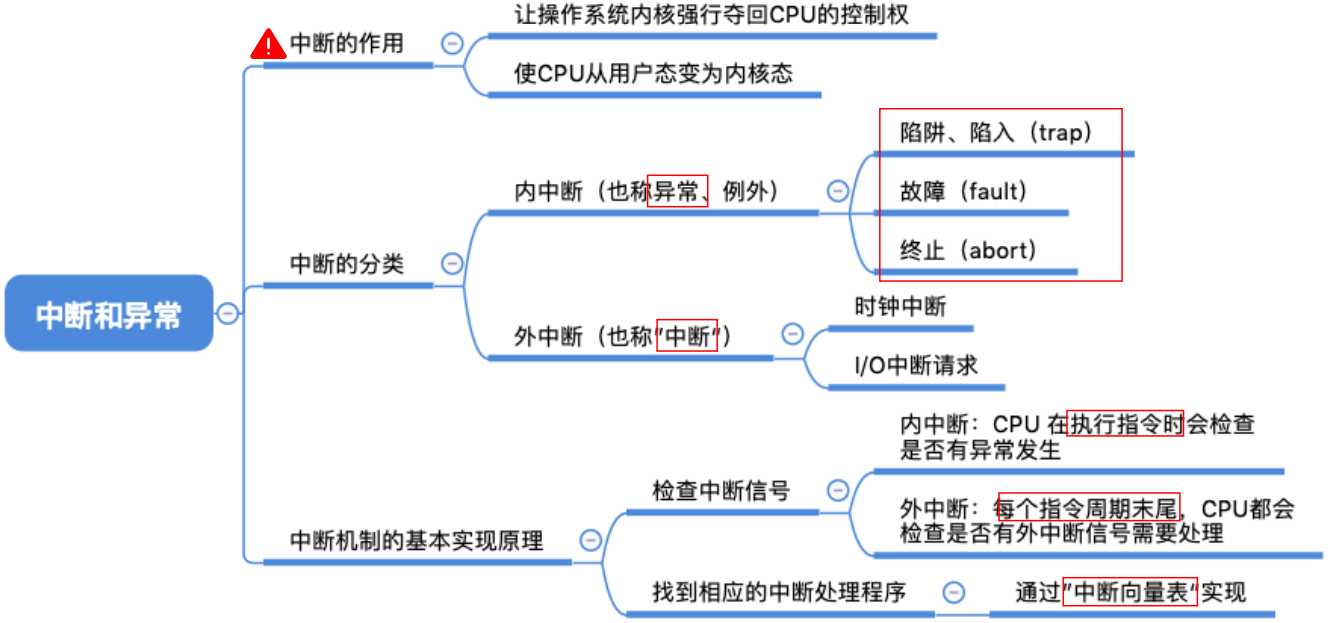 中断和异常
中断的作用
让操作系统内核强行夺回CPU的控制权
使CPU从用户态变为内核态
中断的分类
内中断（也称异常、例外）
陷阱、陷入（trap）
故障（fault）
终止（abort）
外中断（也称”中断”）
时钟中断
I/O中断请求
中断机制的基本实现原理
检查中断信号
内中断：CPU 在执行指令时会检查
是否有异常发生
外中断：每个指令周期末尾，CPU都会
检查是否有外中断信号需要处理
找到相应的中断处理程序
通过”中断向量表“实现